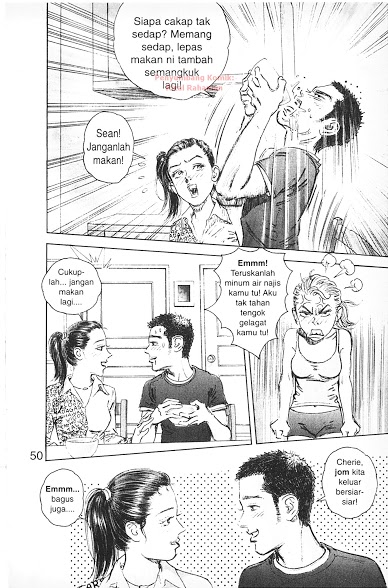 Siapa cakap tak
sedap? Memang
sedap, lepas
makan ni tambah
semangkuk
lagi!
Sean!
Janganlah
makan!
Cukup-
lah... jangan
makan
lagi....
Emmm!
Teruskanlah
minum air najis
kamu tu! Aku
tak tahan
tengok
gelagat
kamu tu!
50
Emmm...
bagus
juga....
Cherie,
jom kita
keluar
bersiar-
siar!